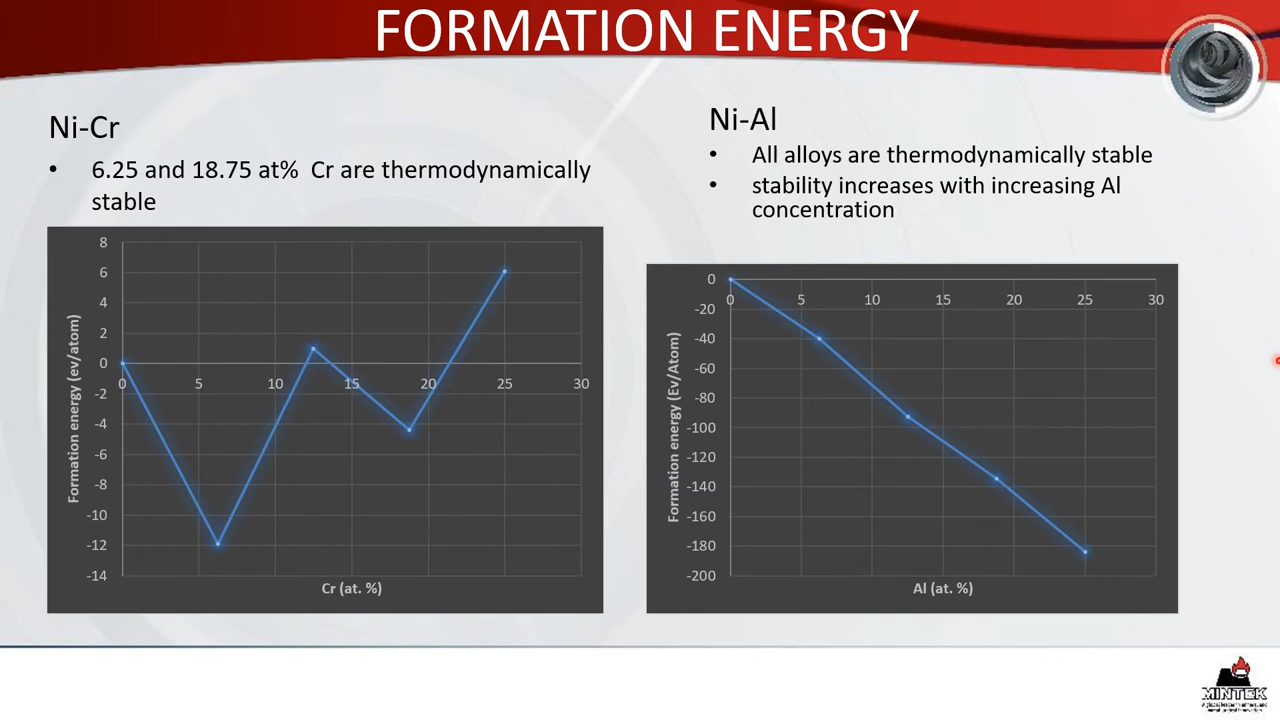 FORMATION ENERGY
Ni-Cr
• 6.25 and 18.75 at% Cr are thermodynamically
stable
8
6
4
2
0
-2
-4
-6
-8
-10
-12
-14
0 5 10 15 20 25 30
Formation energy (ev/atom)
Cr (at. %)
Ni-Al
• All alloys are thermodynamically stable
• stability increases with increasing Al
concentration
0
-20
-40
-60
-80
-100
-120
-140
-160
-180
-200
0 5 10 15 20 25 30
Formation energy (Ev/Atom)
Al (at. %)
MINTEK